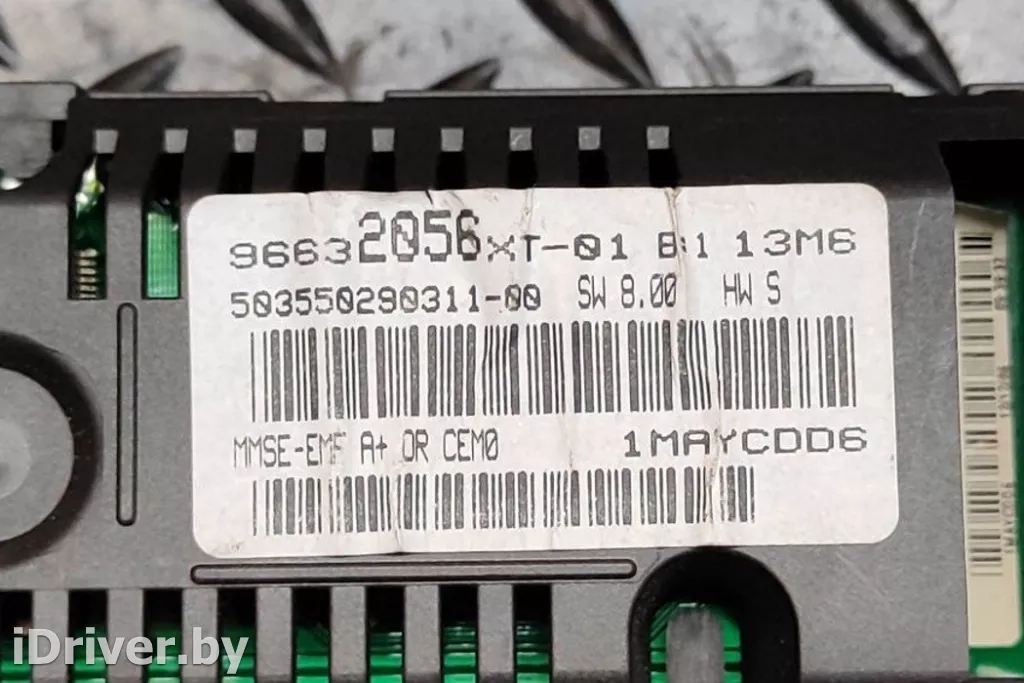 96632056XT-01 B:1 13M6
503550290311-00 SW 8.00 HW S
MMSE-EMF A+ OR CEM0
1MAYCDD6
iDriver.by